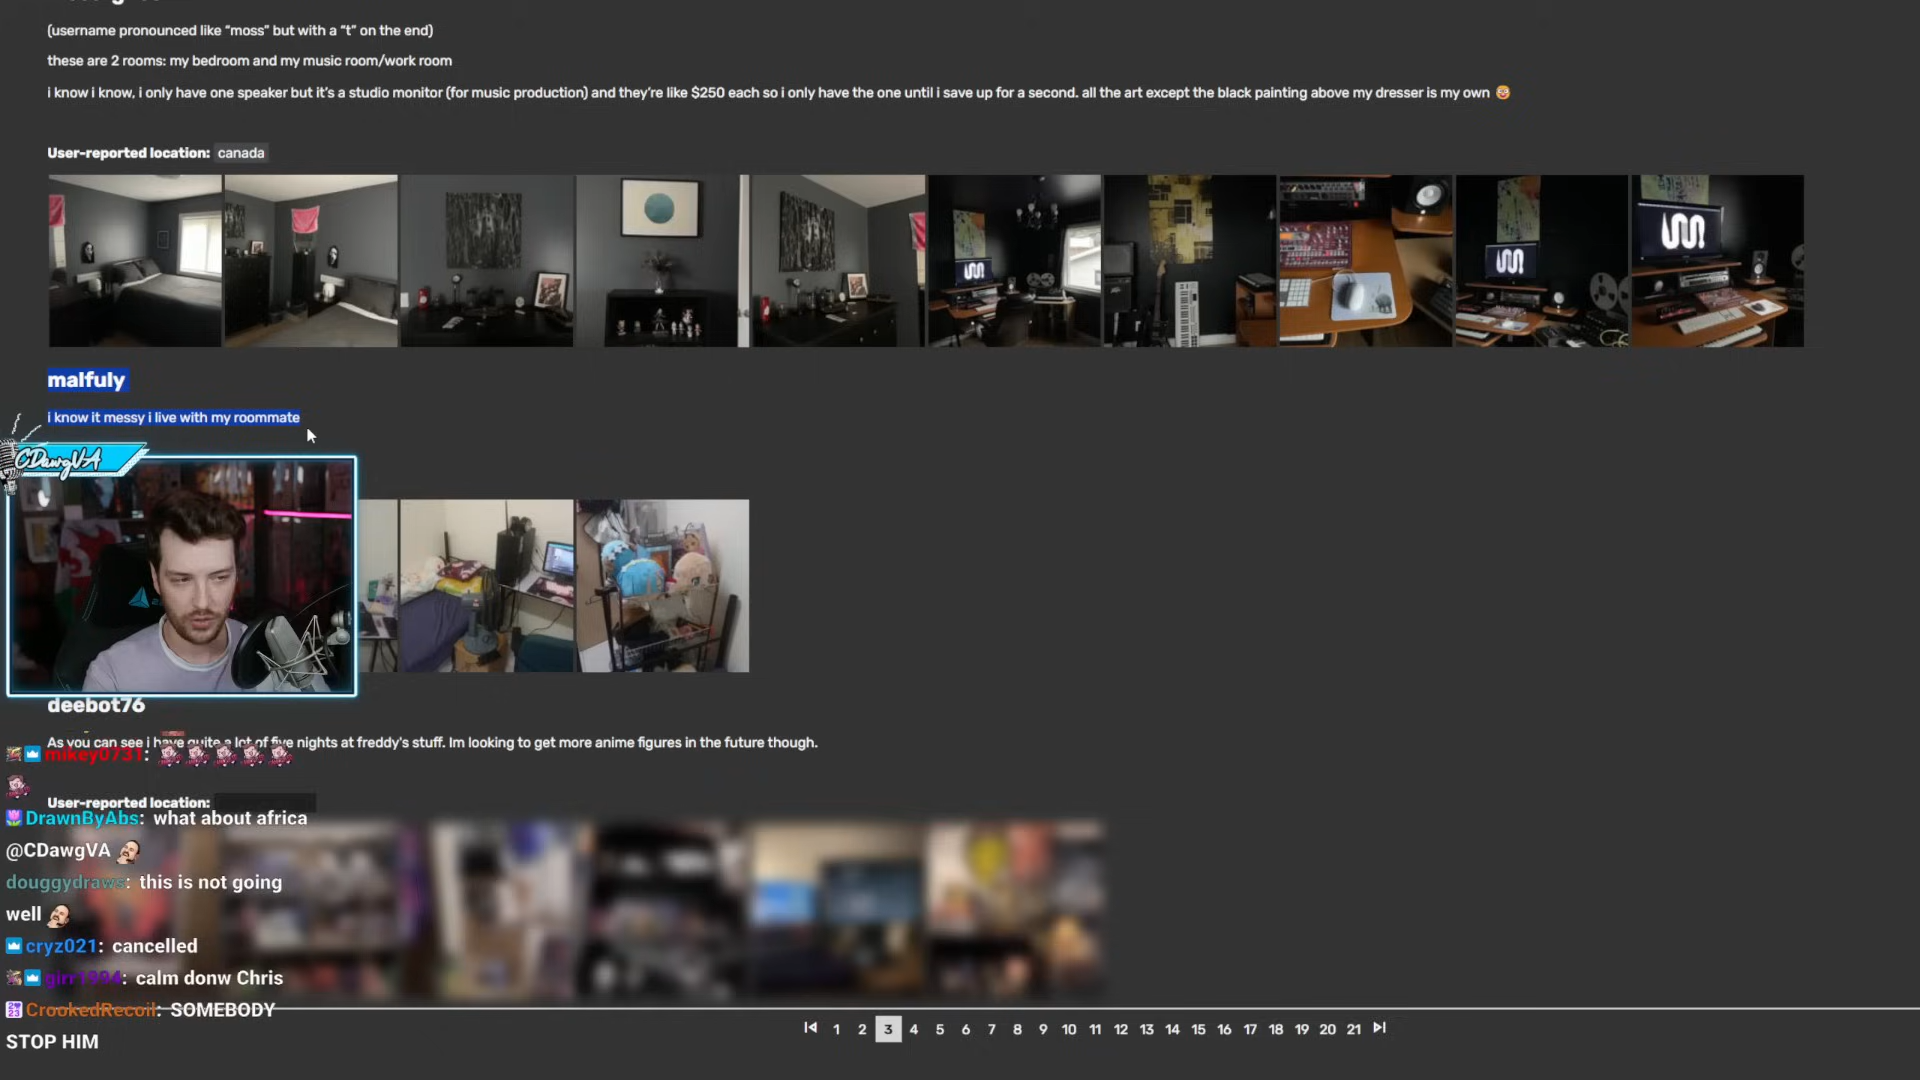 (username pronounced like “moss” but with a “t” on the end)
these are 2 rooms: my bedroom and my music room/work room
i know i know, i only have one speaker but it's a studio monitor (for music production) and they're like $250 each so i only have the one until i save up for a second. all the art except the black painting above my dresser is my own 🤡
User-reported location: canada
malfuly
i know it messy i live with my roommate
CDawgVA
deebot76
As you can see i have quite a lot of five nights at freddy's stuff. Im looking to get more anime figures in the future though.
mikey0731:
User-reported location:
DrawnByAbs: what about africa
@CDawgVA
douggydraws: this is not going
well
cryz021: cancelled
girr1994: calm donw Chris
CrookedRecoil: SOMEBODY
STOP HIM
1 2 3 4 5 6 7 8 9 10 11 12 13 14 15 16 17 18 19 20 21